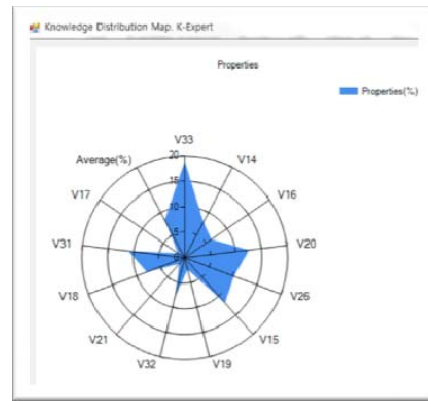 Knowledge Distribution Map: K-Expert
Properties
Properties(%)
V33
20
Average(%)
V14
15
V17
V16
10
5
V31
V20
0
V18
V26
V21
V15
V32
V19